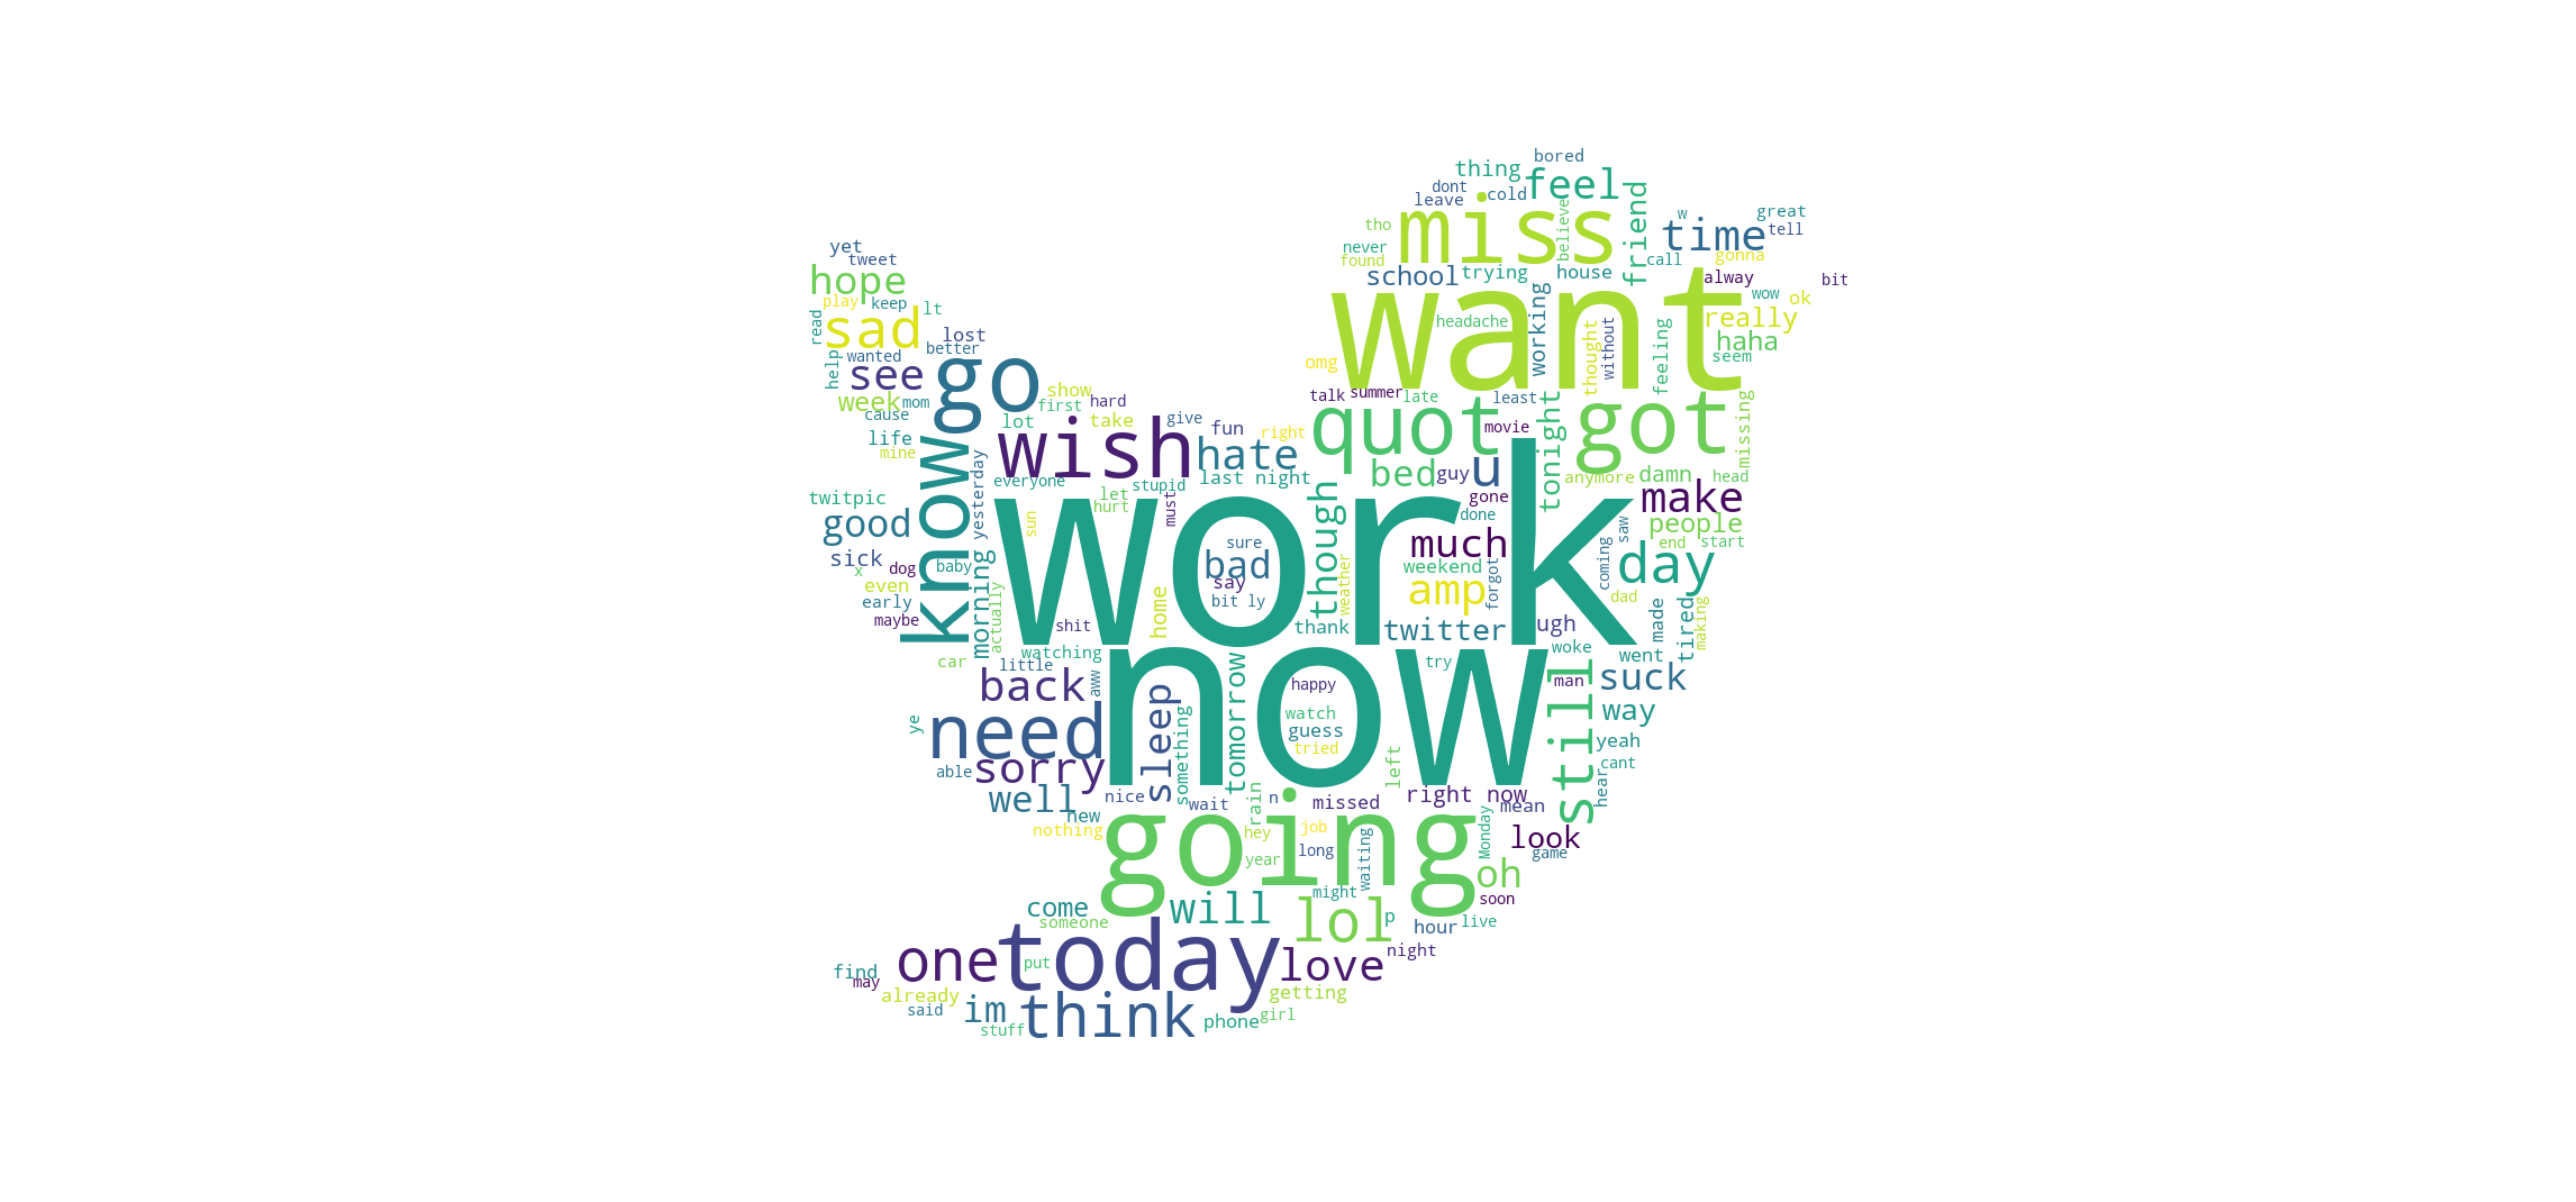 bored
thing
feel
dont
cold
leave
miss
believe
friend
tho
never
found
w
great
time
tell
call
gonna
school
trying
house
alway
bit
want
headache
working
thought
without
feeling
wow
ok
really
haha
seem
omg
yet
tweet
hope
play
keep
lt
read
sad
lost
better
help
wanted
see
go
week
mom
cause
show
first
hard
lot
take
give
fun
right
life
mine
know
yesterday
wish
hate
last night
everyone
stupid
let
hurt
must
talk
summer
late
least
quot
movie
tonight
got
missing
bed
guy
u
anymore
damn
head
gone
make
twitpic
good
sick
x
dog
even
early
maybe
baby
morning
actually
work
sun
sure
bad
say
bit ly
home
shit
though
weather
much
done
weekend
amp
forgot
thank
twitter
ugh
saw
people
end
start
coming
day
dad
made
tired
making
car
watching
little
back
aww
now
try
woke
went
man
suck
ye
need
sleep
something
tomorrow
happy
watch
guess
tried
left
still
way
yeah
cant
hear
able
sorry
well
new
nothing
nice
wait
rain
n
missed
right now
mean
going
hey
job
year
long
waiting
Monday
look
game
oh
might
soon
come
someone
will
lol
p
hour
live
night
find
may
one
today
put
love
already
said
im
stuff
think
getting
phone
girl